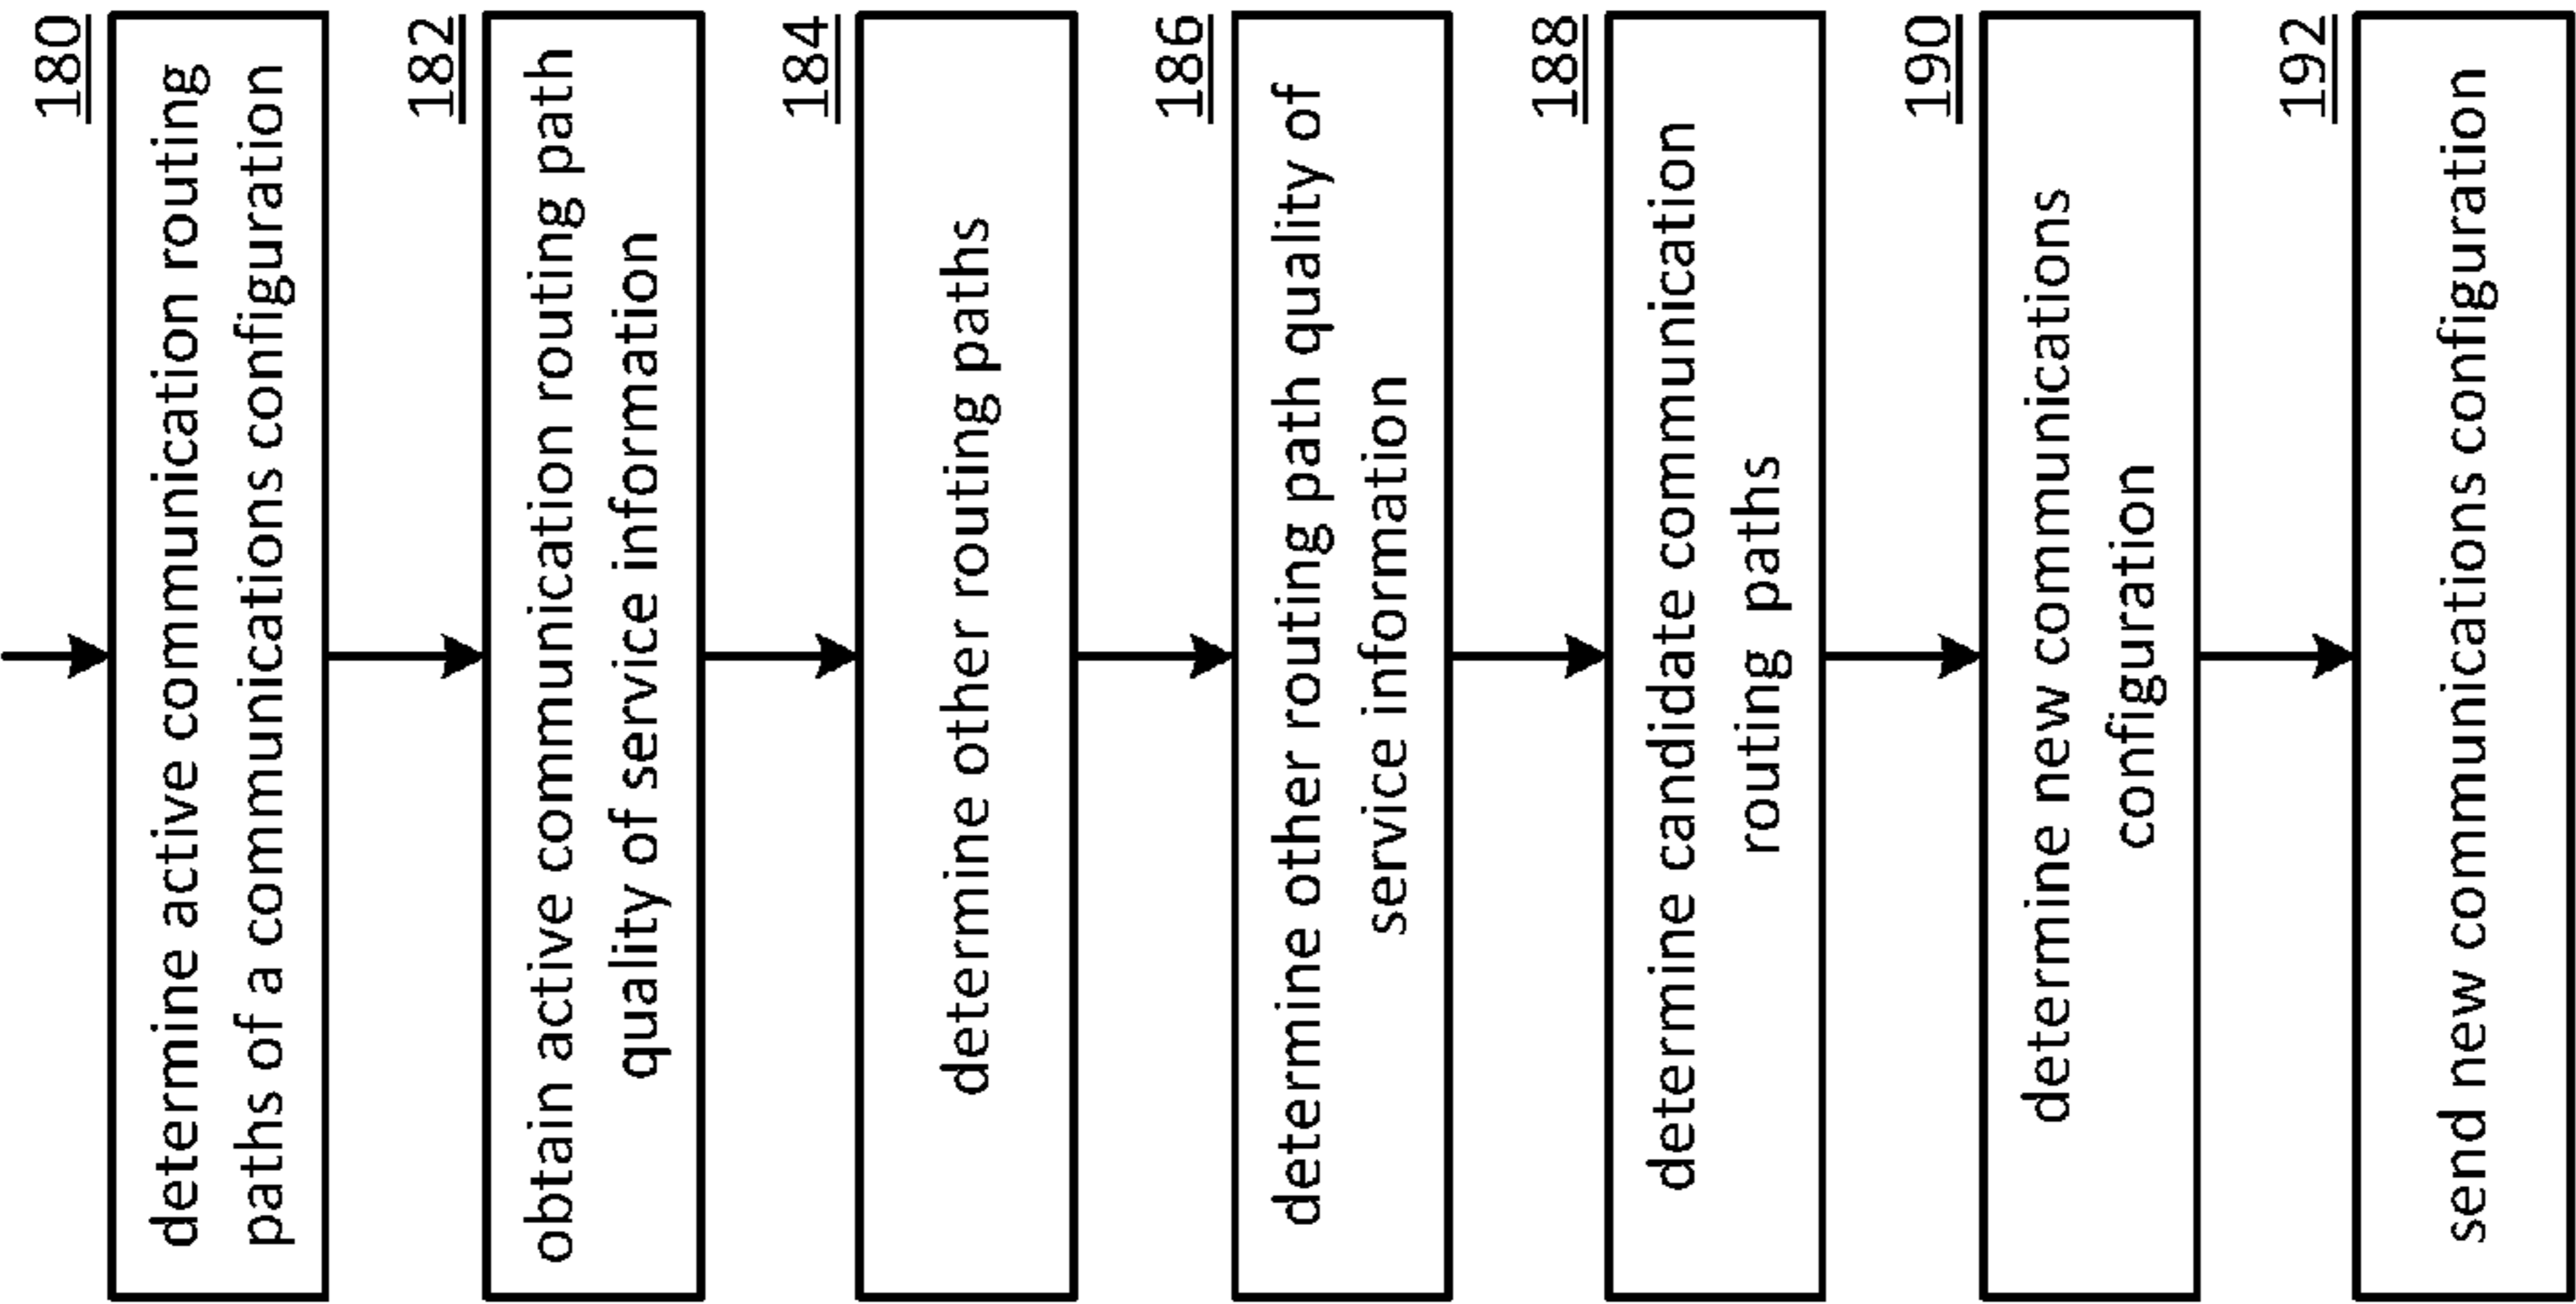 180
determine active communication routing
paths of a communications configuration
182
obtain active communication routing path
quality of service information
184
determine other routing paths
186
determine other routing path quality of
service information
188
determine candidate communication
routing paths
190
determine new communications
configuration
192
send new communications configuration